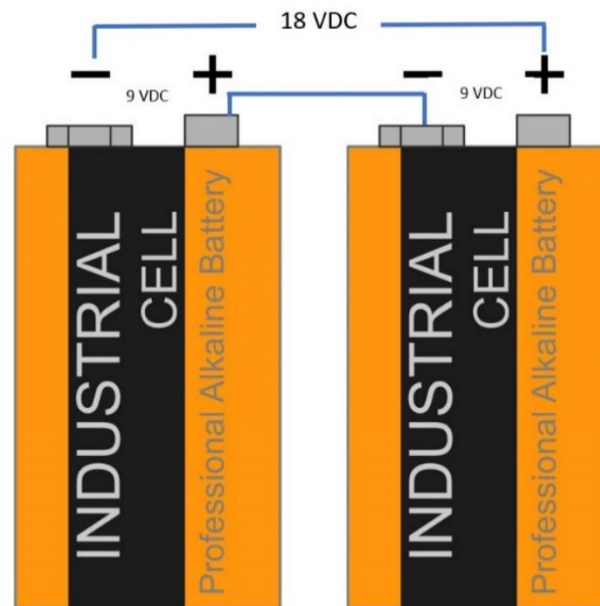 18 VDC
− + − +
9 VDC 9 VDC
INDUSTRIAL
CELL
Professional Alkaline Battery
INDUSTRIAL
CELL
Professional Alkaline Battery